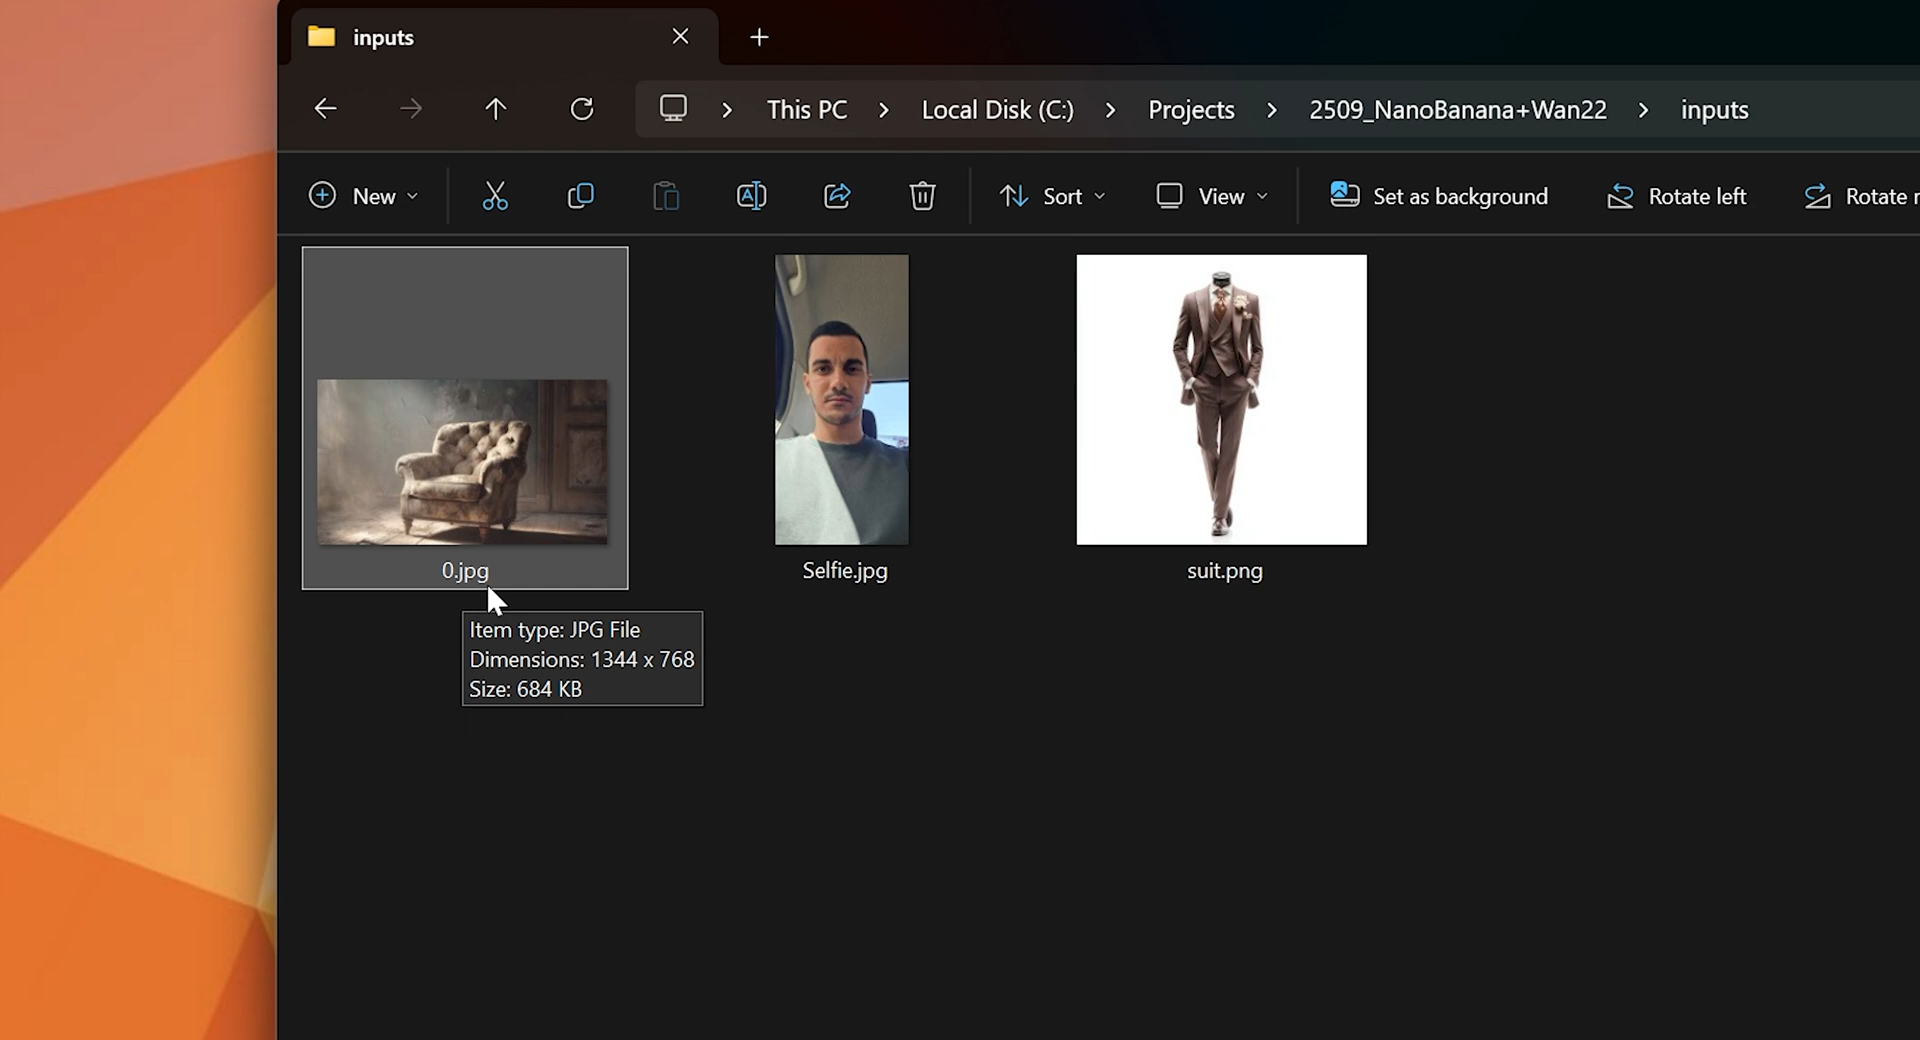 inputs
This PC
Local Disk (C:)
Projects
2509_NanoBanana+Wan22
inputs
New
Sort
View
Set as background
Rotate left
Rotate r
0.jpg
Selfie.jpg
suit.png
Item type: JPG File
Dimensions: 1344 x 768
Size: 684 KB